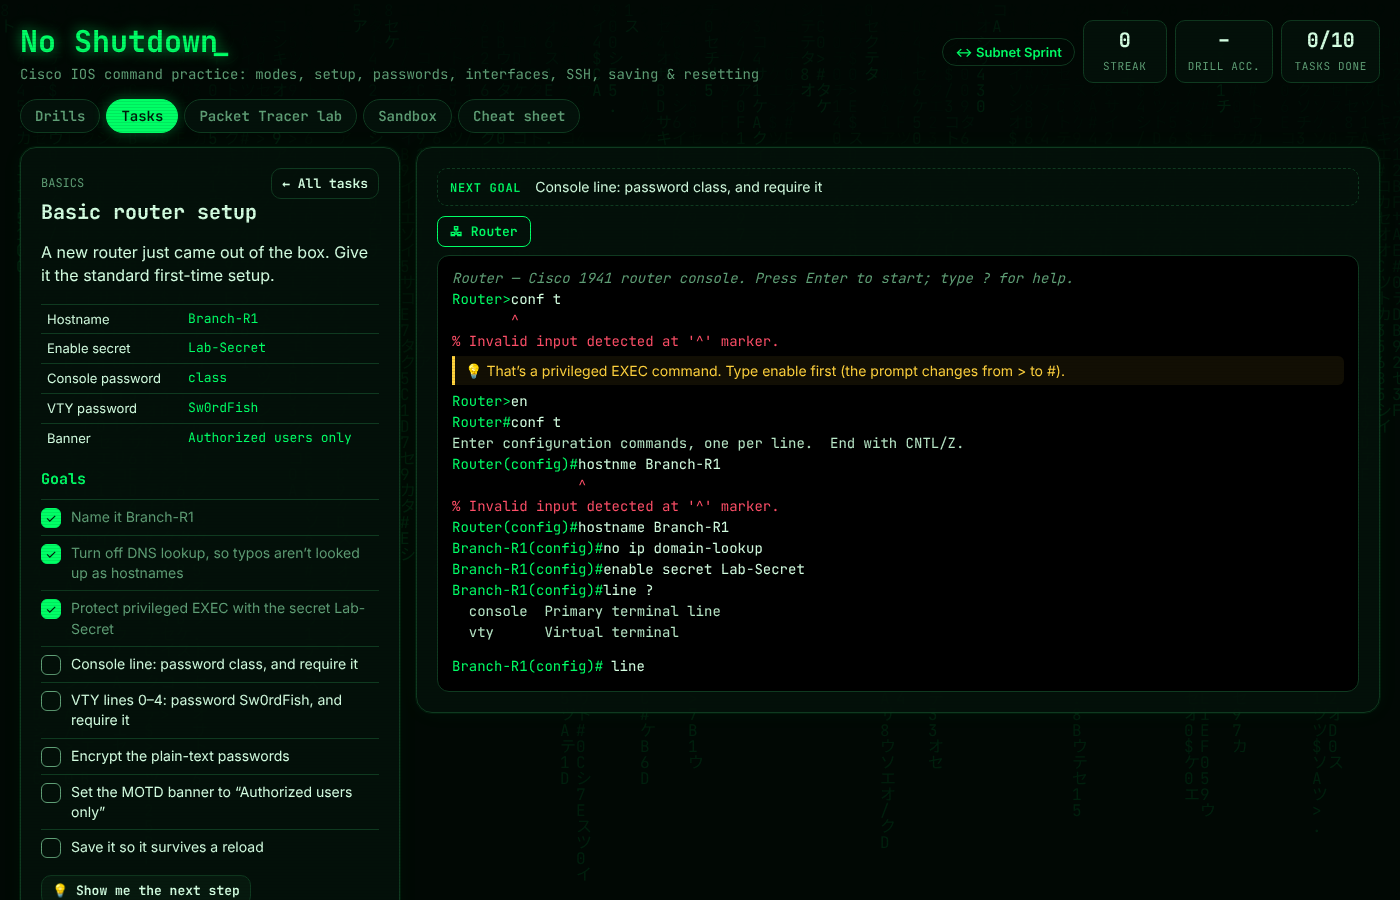 No Shutdown_
Cisco IOS command practice: modes, setup, passwords, interfaces, SSH, saving & resetting
↔ Subnet Sprint
0
STREAK
–
DRILL ACC.
0/10
TASKS DONE
Drills
Tasks
Packet Tracer lab
Sandbox
Cheat sheet
BASICS
← All tasks
Basic router setup
A new router just came out of the box. Give
it the standard first-time setup.
Hostname Branch-R1
Enable secret Lab-Secret
Console password class
VTY password Sw0rdFish
Banner Authorized users only
Goals
Name it Branch-R1
Turn off DNS lookup, so typos aren’t looked
up as hostnames
Protect privileged EXEC with the secret Lab-
Secret
Console line: password class, and require it
VTY lines 0–4: password Sw0rdFish, and
require it
Encrypt the plain-text passwords
Set the MOTD banner to “Authorized users
only”
Save it so it survives a reload
💡 Show me the next step
NEXT GOAL Console line: password class, and require it
Router
Router — Cisco 1941 router console. Press Enter to start; type ? for help.
Router>conf t
^
% Invalid input detected at '^' marker.
💡 That’s a privileged EXEC command. Type enable first (the prompt changes from > to #).
Router>en
Router#conf t
Enter configuration commands, one per line.  End with CNTL/Z.
Router(config)#hostnme Branch-R1
^
% Invalid input detected at '^' marker.
Router(config)#hostname Branch-R1
Branch-R1(config)#no ip domain-lookup
Branch-R1(config)#enable secret Lab-Secret
Branch-R1(config)#line ?
console  Primary terminal line
vty      Virtual terminal
Branch-R1(config)# line